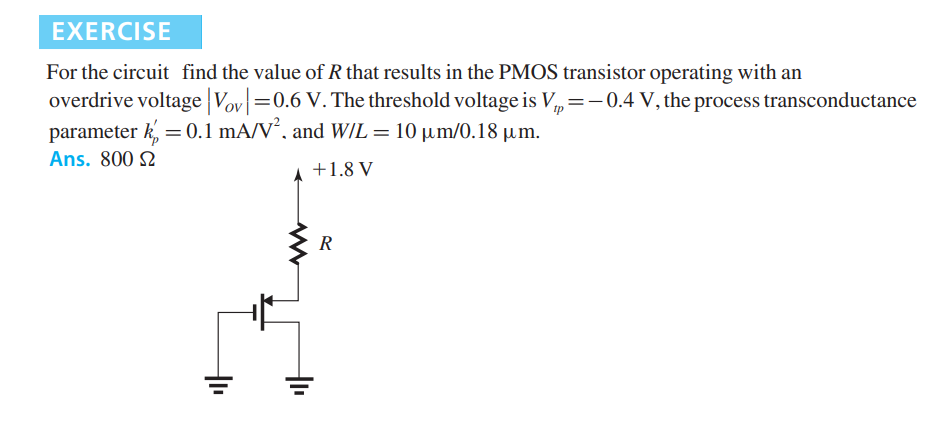 EXERCISE
For the circuit find the value of R that results in the PMOS transistor operating with an
overdrive voltage |V_OV| = 0.6 V. The threshold voltage is V_tp = −0.4 V, the process transconductance
parameter k′_p = 0.1 mA/V², and W/L = 10 μm/0.18 μm.
Ans. 800 Ω
+1.8 V
R